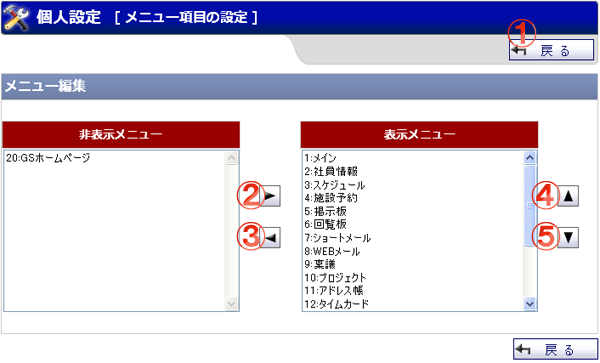 個人設定 [ メニュー項目の設定 ]
①
戻る
メニュー編集
非表示メニュー
表示メニュー
20:GSホームページ
1:メイン
2:社員情報
3:スケジュール
4:施設予約
5:掲示板
6:回覧板
7:ショートメール
8:WEBメール
9:稟議
10:プロジェクト
11:アドレス帳
12:タイムカード
② ▶
③ ◀
④ ▲
⑤ ▼
戻る